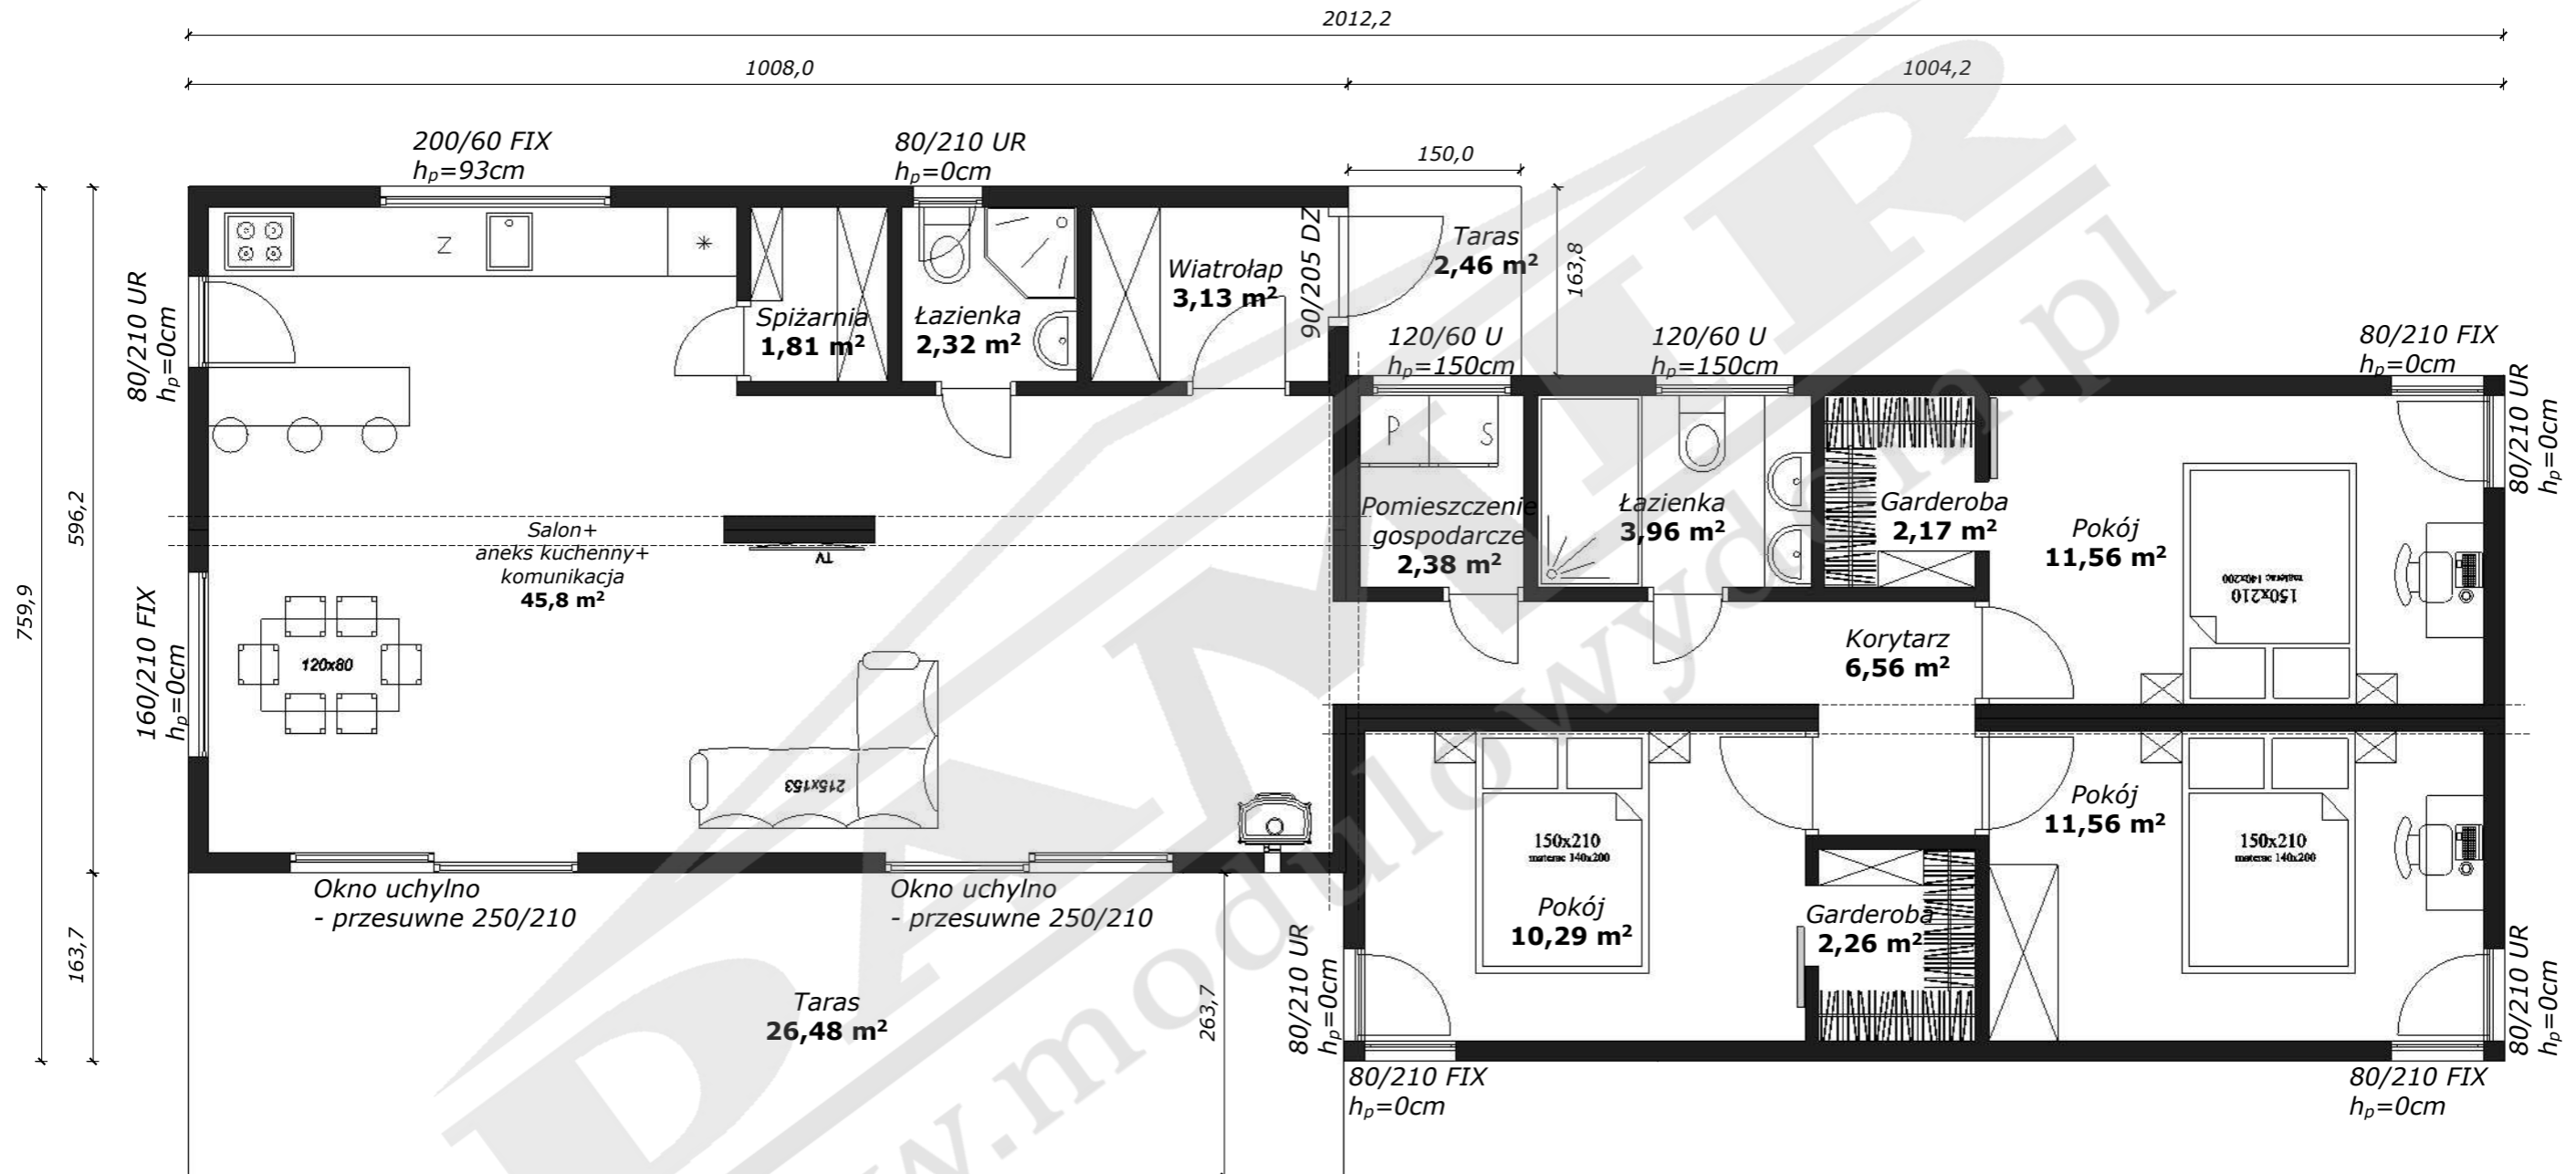 2012,2
1008,0
1004,2
200/60 FIX
hₚ=93cm
80/210 UR
hₚ=0cm
150,0
759,9
596,2
163,7
80/210 UR
hₚ=0cm
Z
Spiżarnia
1,81 m²
Łazienka
2,32 m²
Wiatrołap
3,13 m²
90/205 DZ
Taras
2,46 m²
163,8
120/60 U
hₚ=150cm
120/60 U
hₚ=150cm
80/210 FIX
hₚ=0cm
80/210 UR
hₚ=0cm
P
S
Salon+
aneks kuchenny+
komunikacja
45,8 m²
TV
Pomieszczenie
gospodarcze
2,38 m²
Łazienka
3,96 m²
Garderoba
2,17 m²
Pokój
11,56 m²
150x210
materac 140x200
160/210 FIX
hₚ=0cm
120x80
Korytarz
6,56 m²
215x153
150x210
materac 140x200
Pokój
10,29 m²
Garderoba
2,26 m²
Pokój
11,56 m²
150x210
materac 140x200
Okno uchylno
- przesuwne 250/210
Okno uchylno
- przesuwne 250/210
Taras
26,48 m²
263,7
80/210 UR
hₚ=0cm
80/210 FIX
hₚ=0cm
80/210 UR
hₚ=0cm
80/210 FIX
hₚ=0cm
DANMIR
w.modulowydom.pl